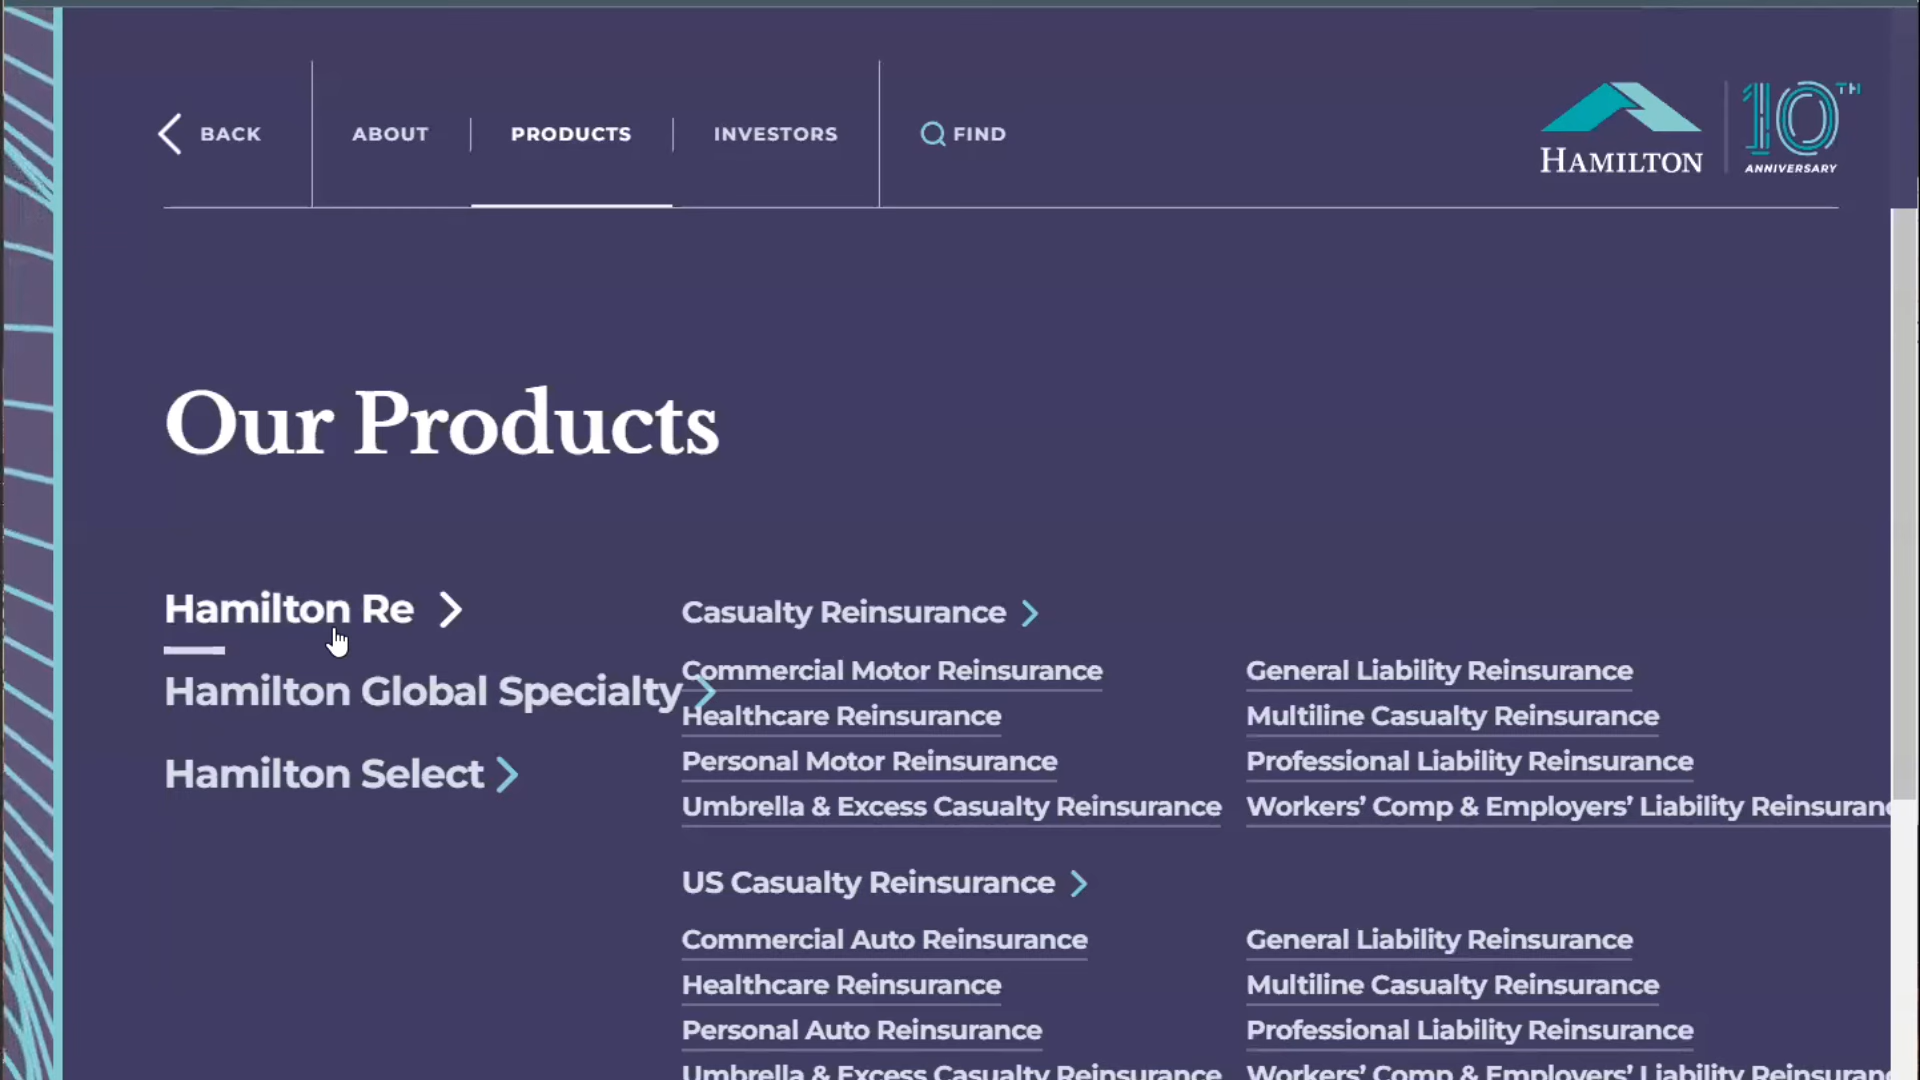 BACK
ABOUT
PRODUCTS
INVESTORS
FIND
HAMILTON
10TH
ANNIVERSARY
Our Products
Hamilton Re
Hamilton Global Specialty
Hamilton Select
Casualty Reinsurance
Commercial Motor Reinsurance
General Liability Reinsurance
Healthcare Reinsurance
Multiline Casualty Reinsurance
Personal Motor Reinsurance
Professional Liability Reinsurance
Umbrella & Excess Casualty Reinsurance
Workers’ Comp & Employers’ Liability Reinsuran
US Casualty Reinsurance
Commercial Auto Reinsurance
General Liability Reinsurance
Healthcare Reinsurance
Multiline Casualty Reinsurance
Personal Auto Reinsurance
Professional Liability Reinsurance
Umbrella & Excess Casualty Reinsurance
Workers’ Comp & Employers’ Liability Reinsuran